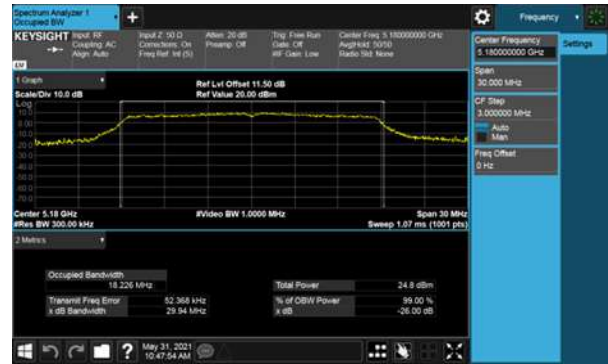 Spectrum Analyzer 1
Occupied BW
+
Frequency
KEYSIGHT
Input: RF
Coupling: AC
Align: Auto
Input Z: 50 Ω
Corrections: On
Freq Ref: Int (S)
Atten: 20 dB
Preamp: Off
Trig: Free Run
Gate: Off
#IF Gain: Low
Center Freq: 5.180000000 GHz
Avg|Hold: 50/50
Radio Std: None
Center Frequency
5.180000000 GHz
Settings
Span
30.000 MHz
CF Step
3.000000 MHz
Auto
Man
Freq Offset
0 Hz
1 Graph
Scale/Div 10.0 dB
Ref Lvl Offset 11.50 dB
Ref Value 20.00 dBm
Log
10.0
0.00
-10.0
-20.0
-30.0
-40.0
-50.0
-60.0
-70.0
Center 5.18 GHz
#Res BW 300.00 kHz
#Video BW 1.0000 MHz
Span 30 MHz
Sweep 1.07 ms (1001 pts)
2 Metrics
Occupied Bandwidth
18.226 MHz
Total Power
24.8 dBm
Transmit Freq Error
52.368 kHz
% of OBW Power
99.00 %
x dB Bandwidth
29.94 MHz
x dB
-26.00 dB
?
May 31, 2021
10:47:54 AM